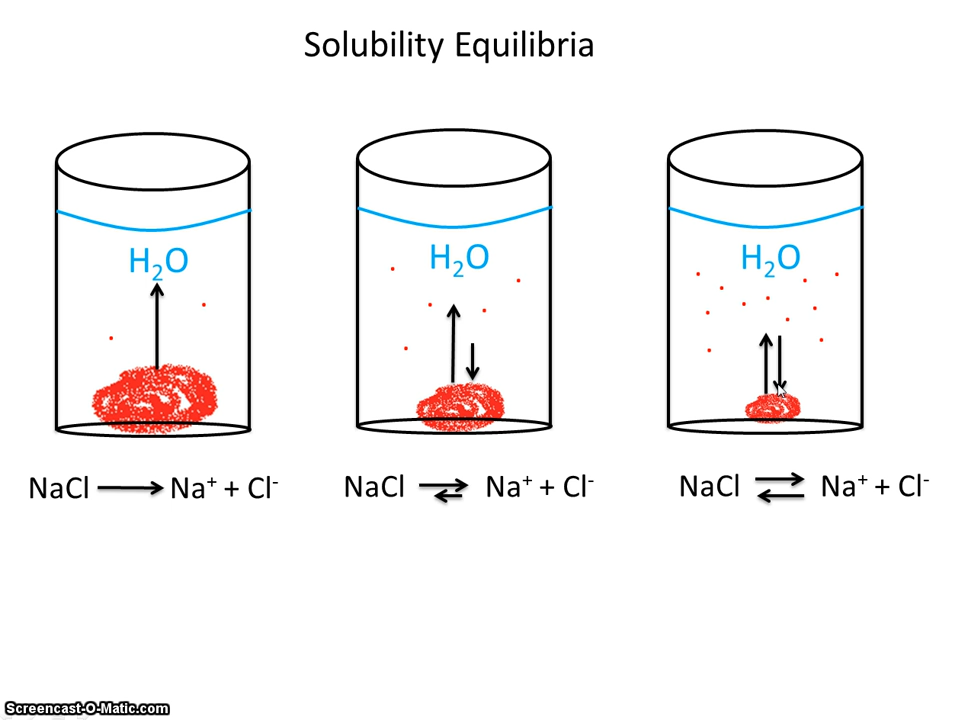 Solubility Equilibria
H₂O H₂O H₂O
NaCl ⟶ Na⁺ + Cl⁻ NaCl ⇌ Na⁺ + Cl⁻ NaCl ⇌ Na⁺ + Cl⁻
Screencast-O-Matic.com